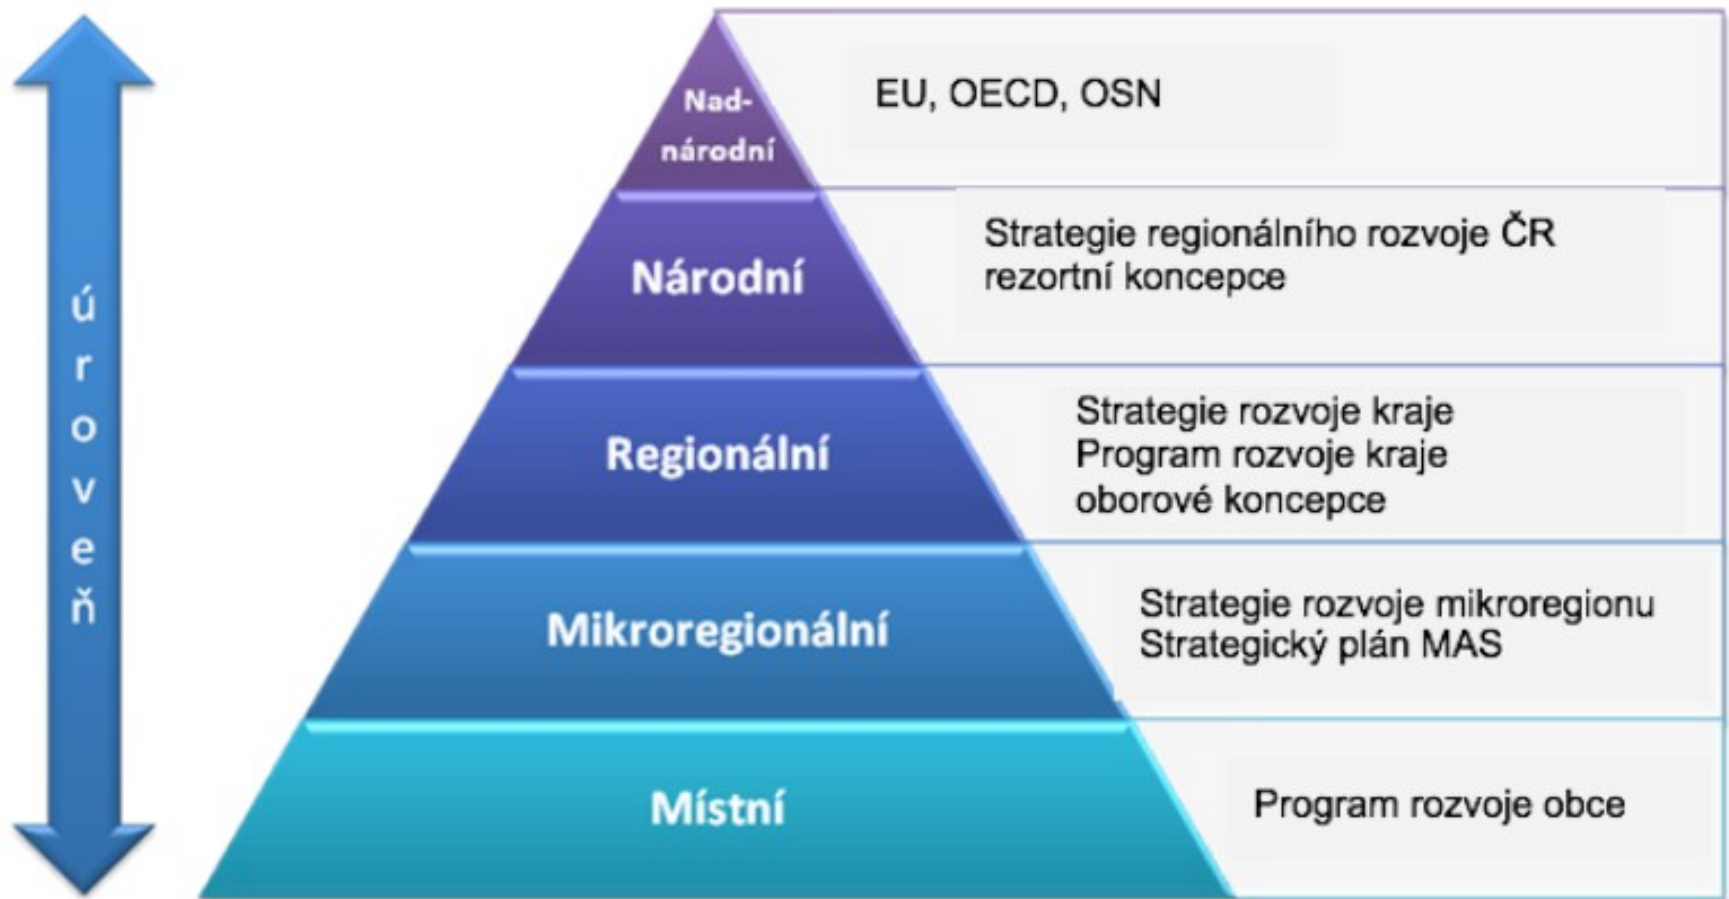 úroveň
Nad-
národní
EU, OECD, OSN
Národní
Strategie regionálního rozvoje ČR
rezortní koncepce
Regionální
Strategie rozvoje kraje
Program rozvoje kraje
oborové koncepce
Mikroregionální
Strategie rozvoje mikroregionu
Strategický plán MAS
Místní
Program rozvoje obce